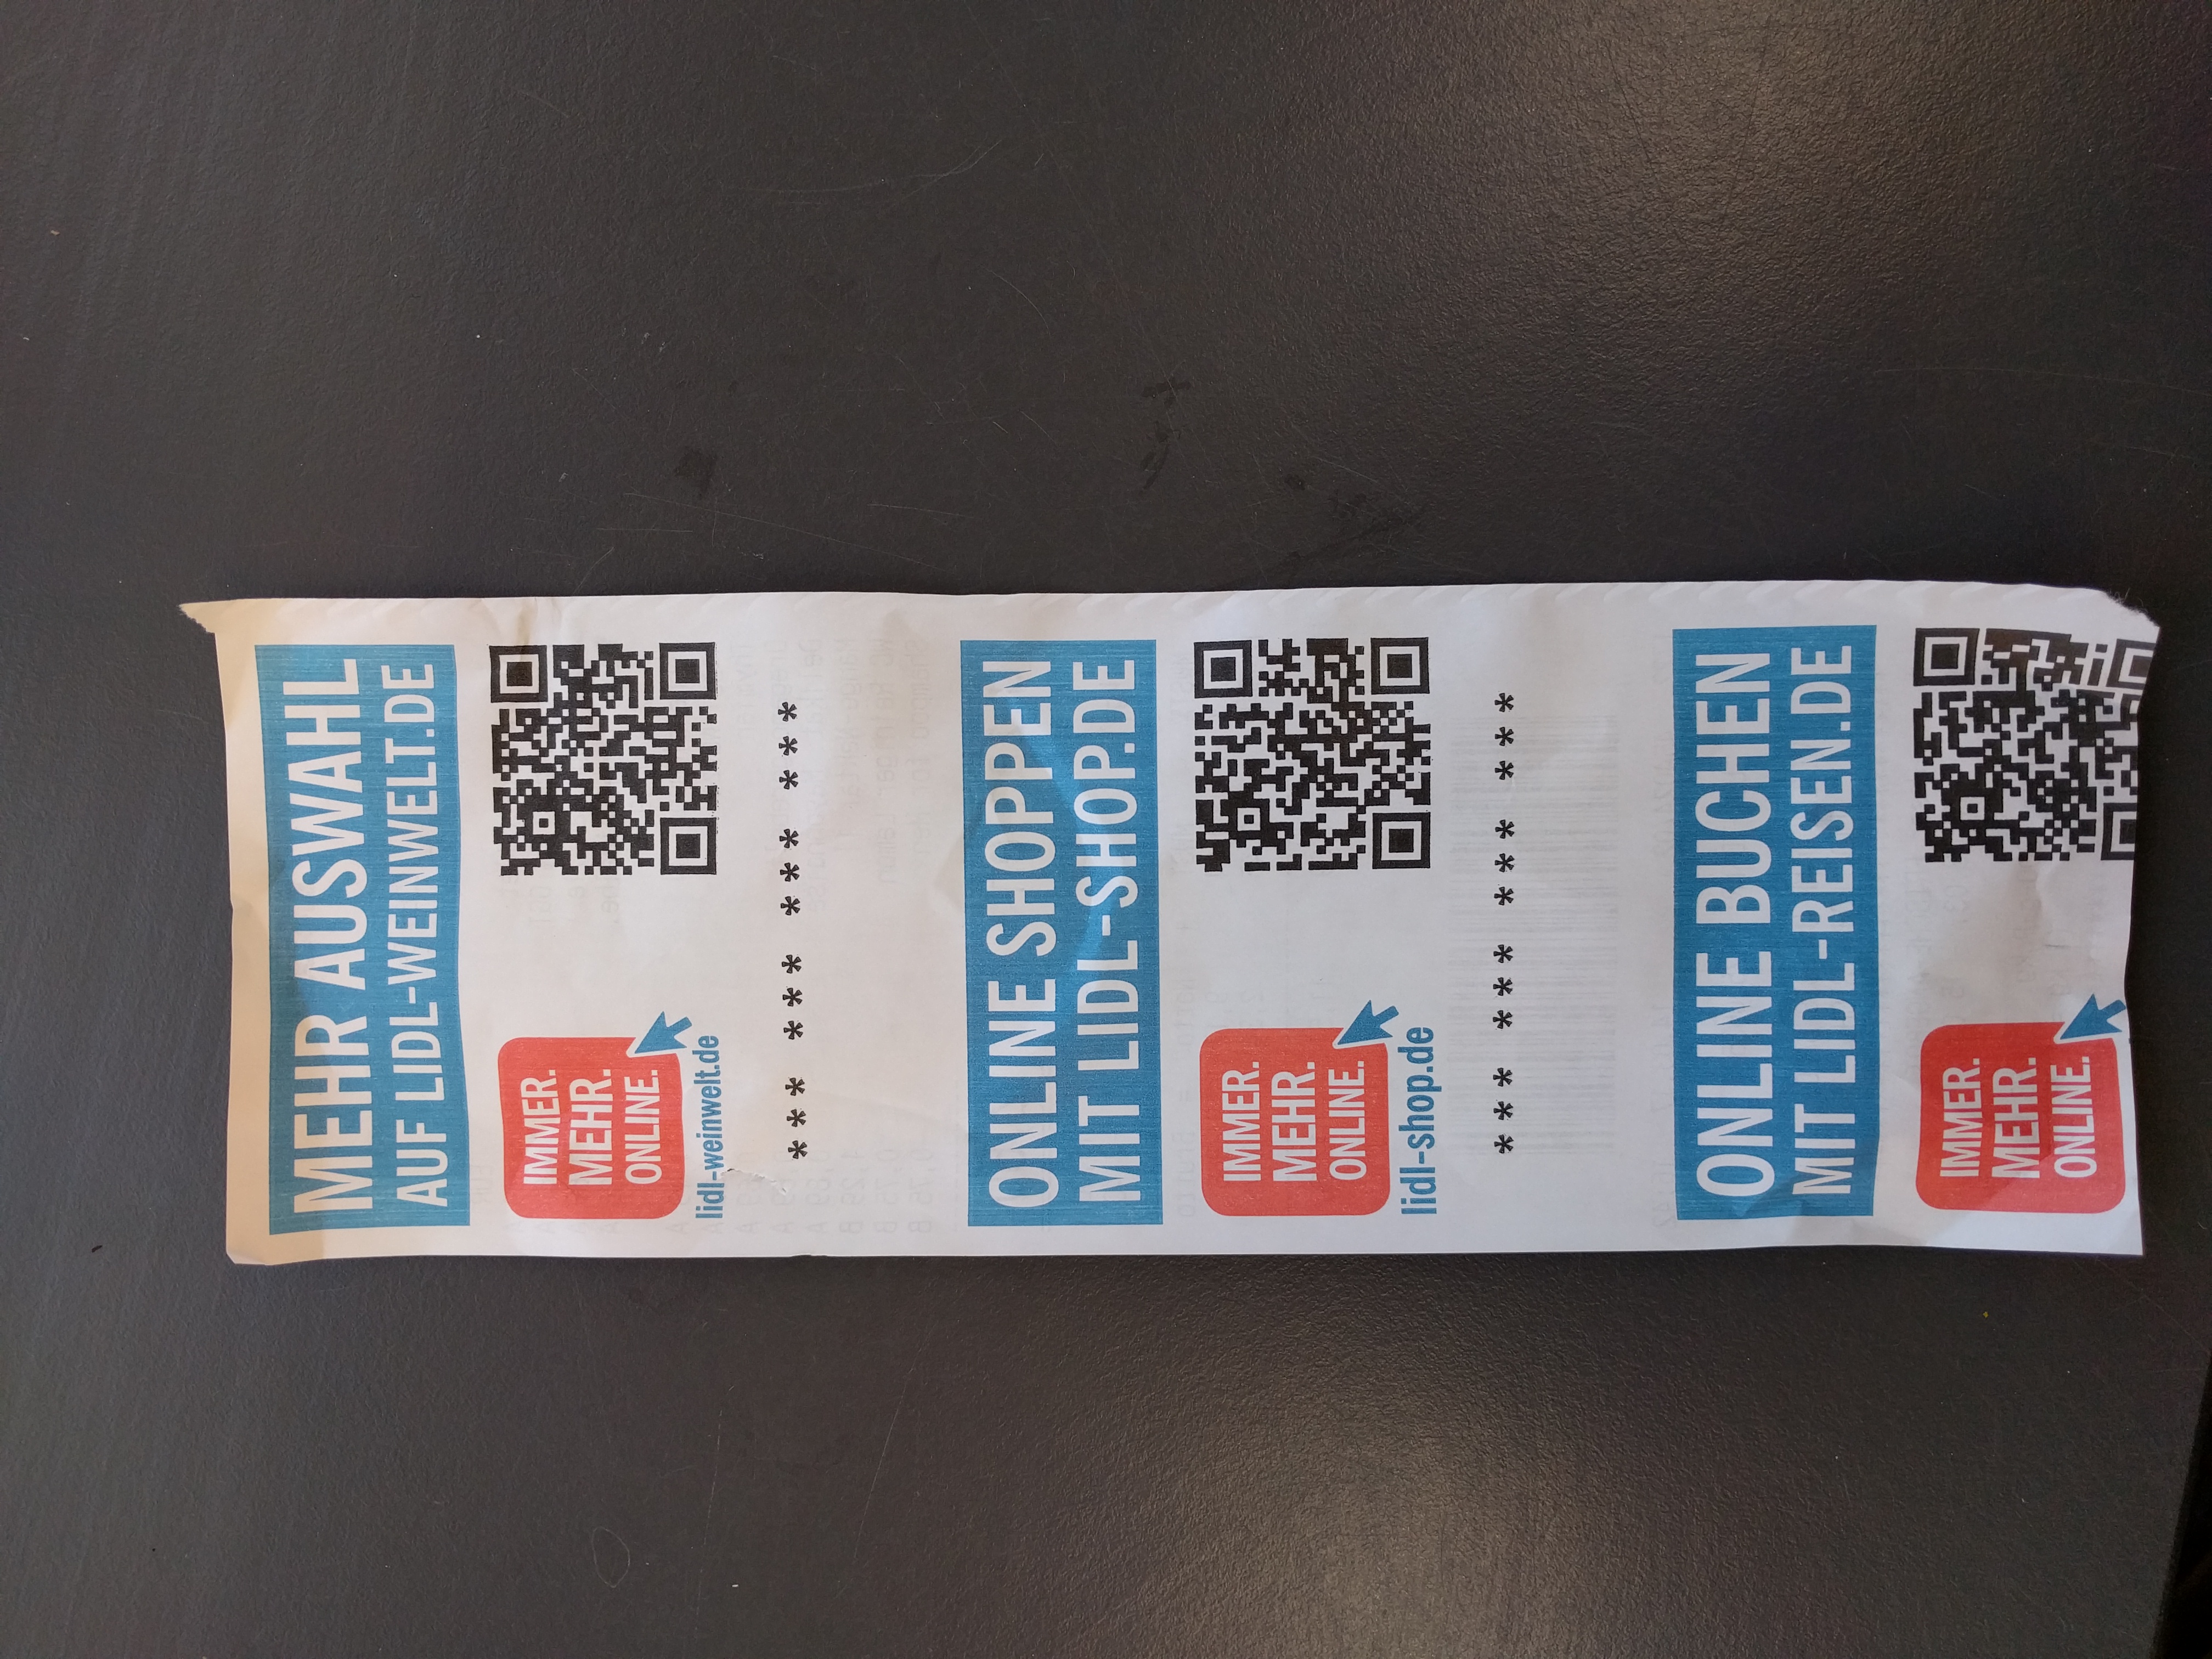 MEHR AUSWAHL
AUF LIDL-WEINWELT.DE
IMMER.
MEHR.
ONLINE.
lidl-weinwelt.de
*** *** *** ***
ONLINE SHOPPEN
MIT LIDL-SHOP.DE
IMMER.
MEHR.
ONLINE.
lidl-shop.de
*** *** *** ***
ONLINE BUCHEN
MIT LIDL-REISEN.DE
IMMER.
MEHR.
ONLINE.